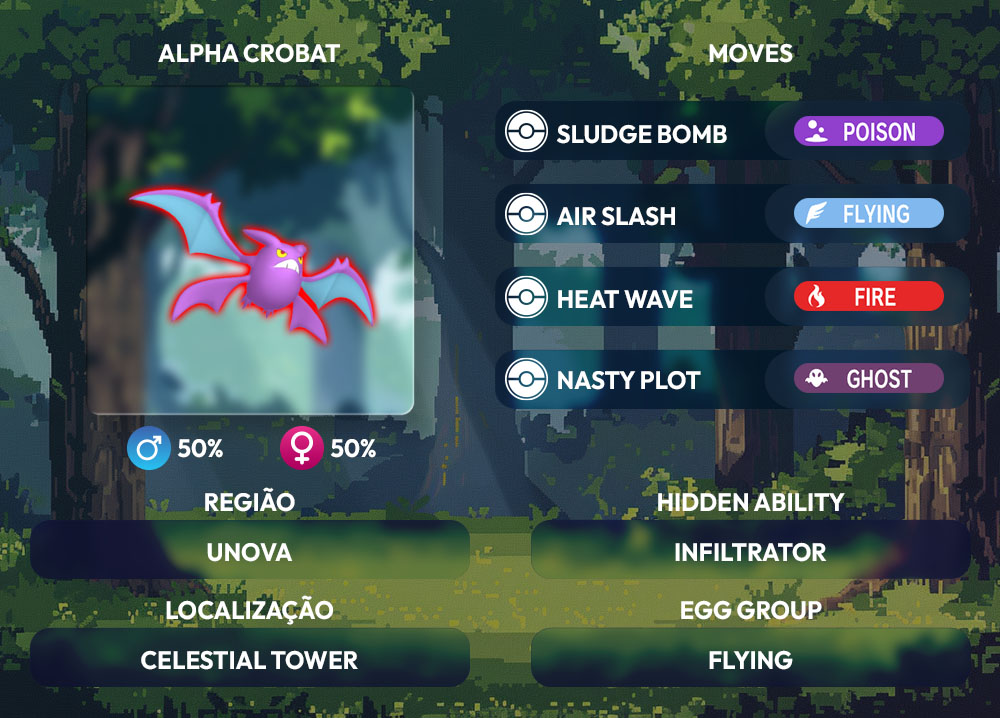 ALPHA CROBAT
50% 50%
REGIÃO
UNOVA
LOCALIZAÇÃO
CELESTIAL TOWER
MOVES
SLUDGE BOMB POISON
AIR SLASH FLYING
HEAT WAVE FIRE
NASTY PLOT GHOST
HIDDEN ABILITY
INFILTRATOR
EGG GROUP
FLYING